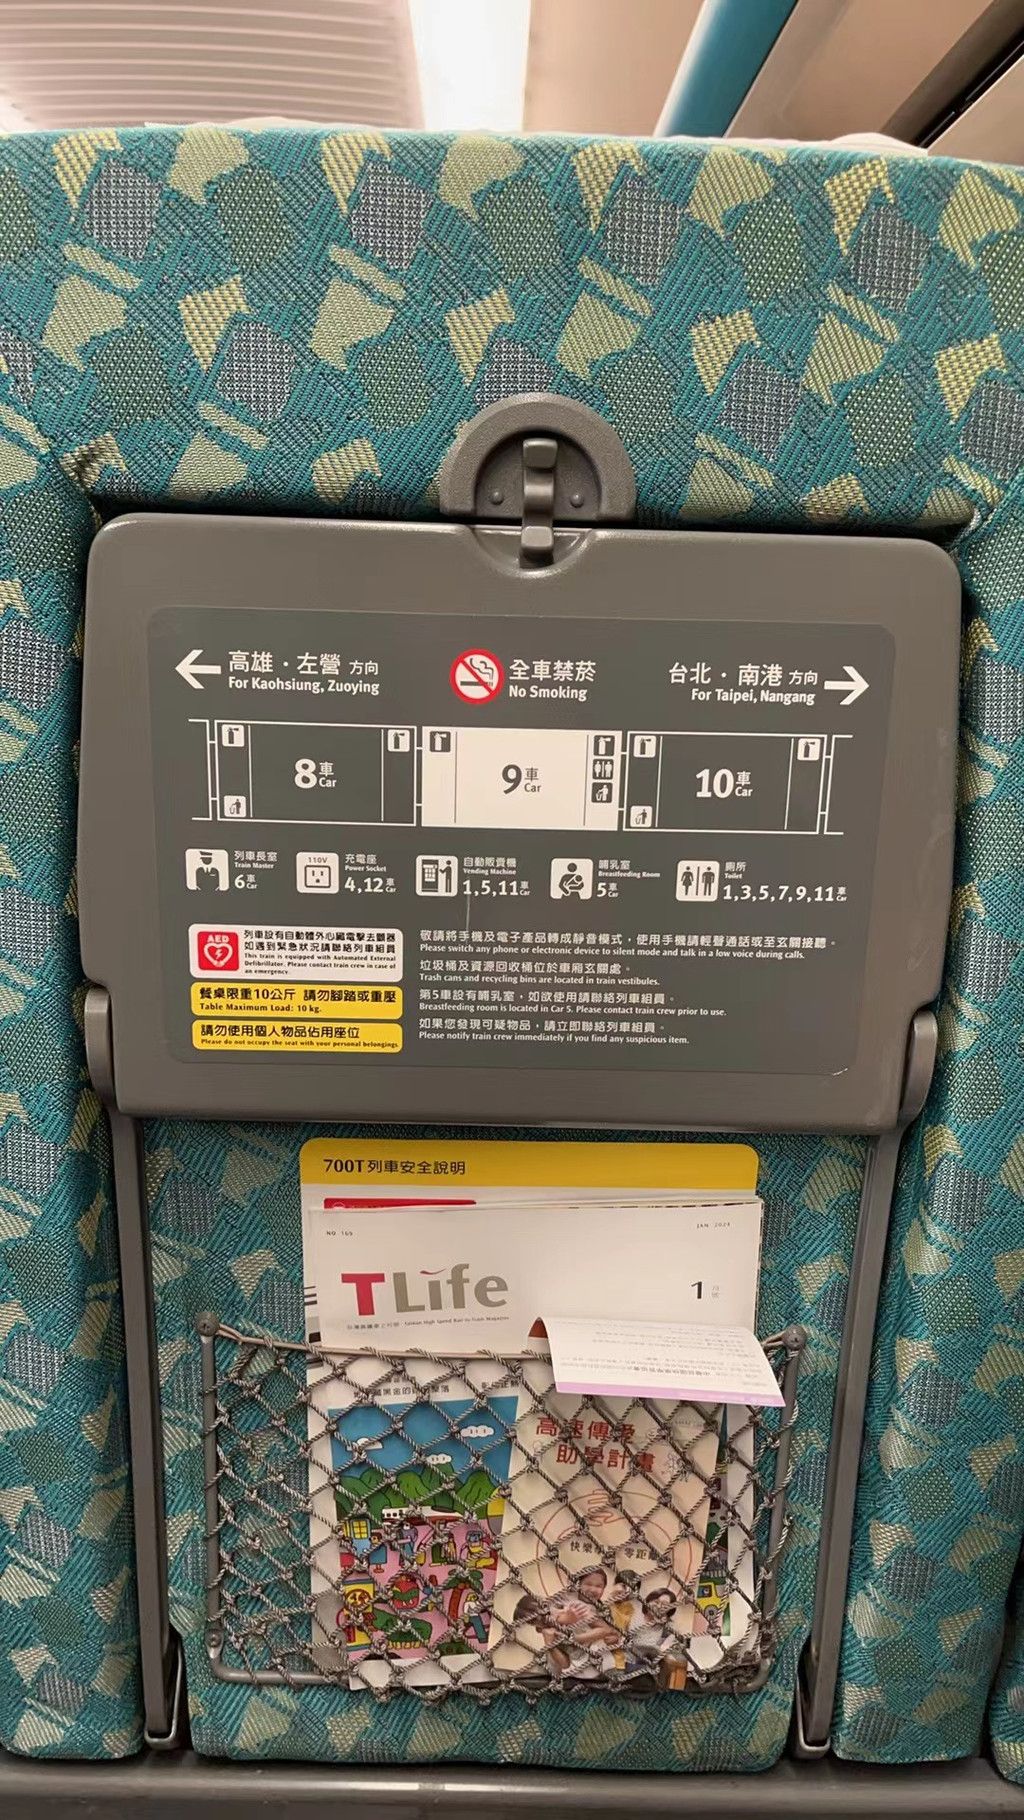 高雄・左營 方向
For Kaohsiung, Zuoying
全車禁菸
No Smoking
台北・南港 方向
For Taipei, Nangang
8車 Car
9車 Car
10車 Car
列車長室
Train Master
6車 Car
110V
充電座
Power Socket
4,12車 Car
自動販賣機
Vending Machine
1,5,11車 Car
哺乳室
Breastfeeding Room
5車 Car
廁所
Toilet
1,3,5,7,9,11車 Car
AED
列車設有自動體外心臟電擊去顫器
如遇到緊急狀況請聯絡列車組員
This train is equipped with Automated External
Defibrillator. Please contact train crew in case of
an emergency.
餐桌限重10公斤 請勿腳踏或重壓
Table Maximum Load: 10 kg.
請勿使用個人物品佔用座位
Please do not occupy the seat with your personal belongings.
敬請將手機及電子產品轉成靜音模式，使用手機請輕聲通話或至玄關接聽。
Please switch any phone or electronic device to silent mode and talk in a low voice during calls.
垃圾桶及資源回收桶位於車廂玄關處。
Trash cans and recycling bins are located in train vestibules.
第5車設有哺乳室，如欲使用請聯絡列車組員。
Breastfeeding room is located in Car 5. Please contact train crew prior to use.
如果您發現可疑物品，請立即聯絡列車組員。
Please notify train crew immediately if you find any suspicious item.
700T列車安全說明
NO 169
JAN 2024
TLife
1月號
Taiwan High Speed Rail In-Train Magazine
高速傳愛
助學計畫
快樂學習 零距離